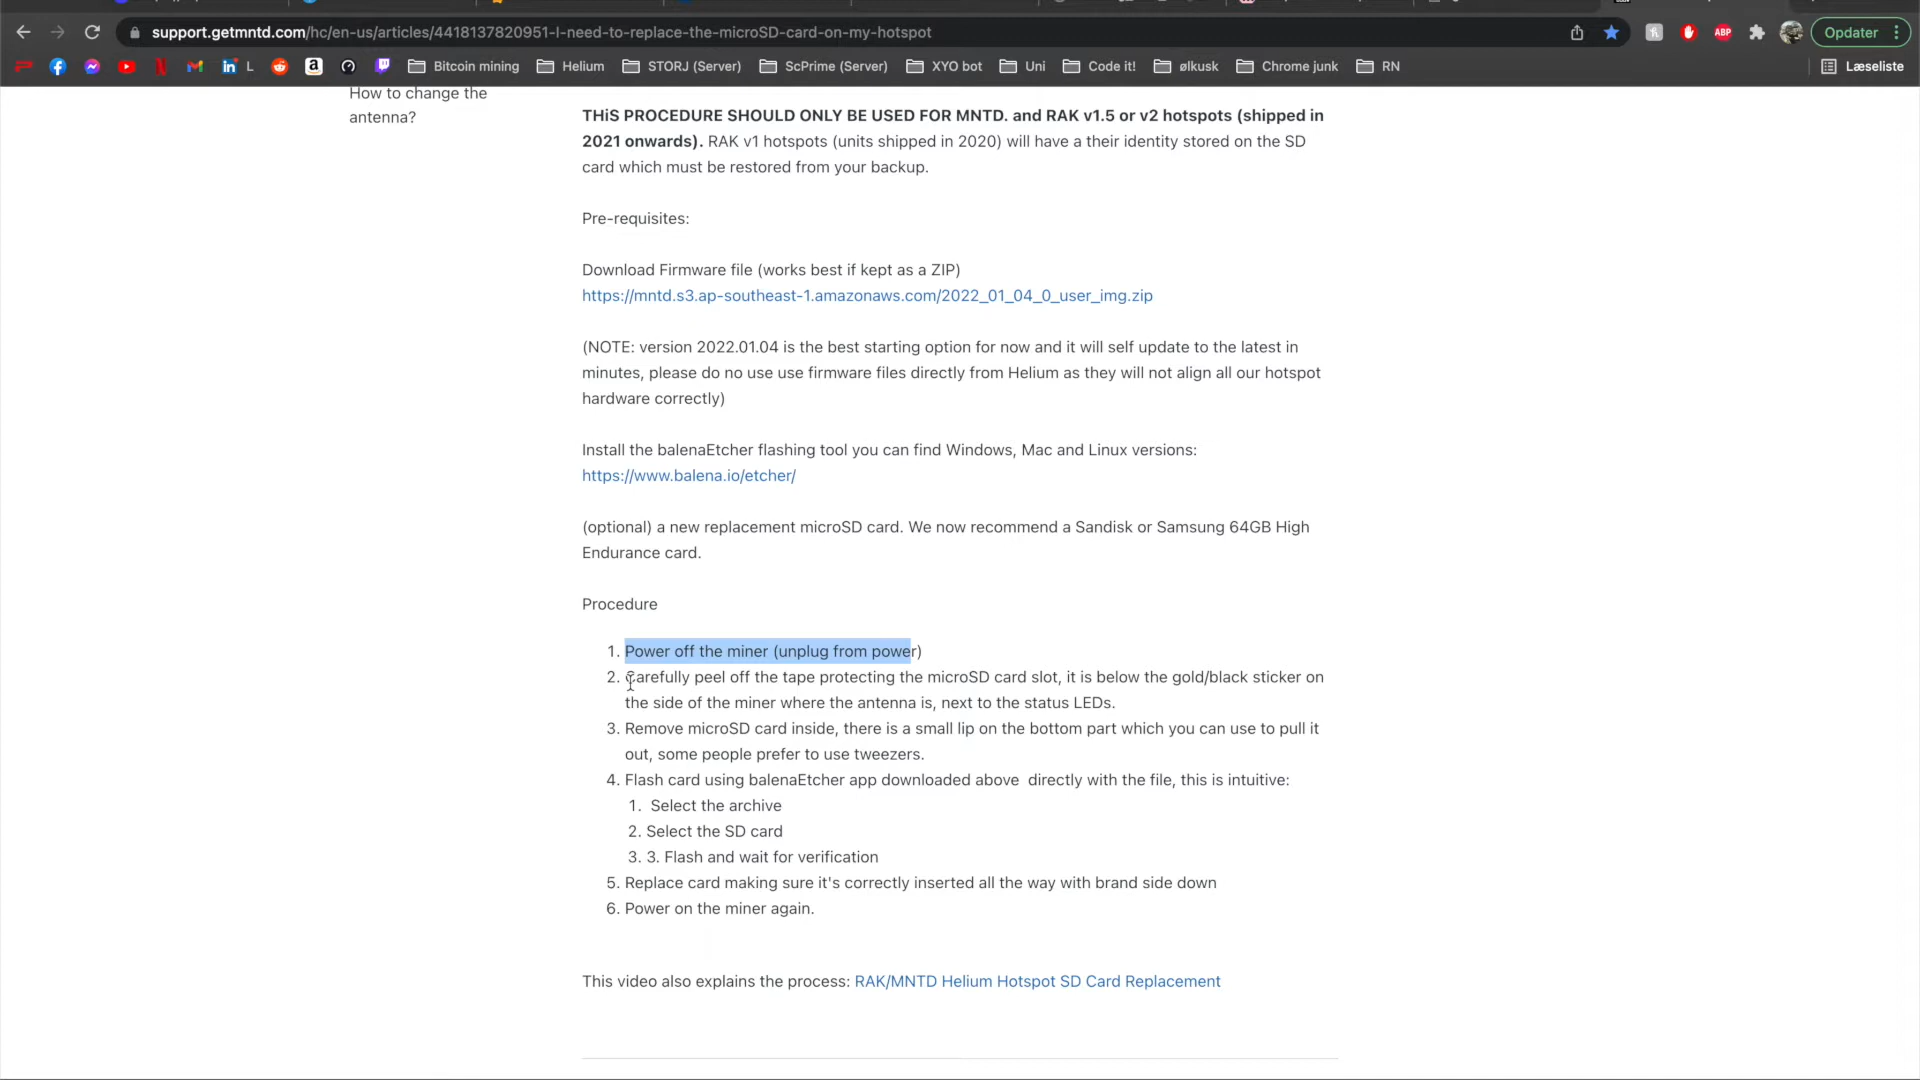 support.getmntd.com/hc/en-us/articles/4418137820951-I-need-to-replace-the-microSD-card-on-my-hotspot
ABP
Opdater
L
Bitcoin mining
Helium
STORJ (Server)
ScPrime (Server)
XYO bot
Uni
Code it!
ølkusk
Chrome junk
RN
Læseliste
How to change the
antenna?
THiS PROCEDURE SHOULD ONLY BE USED FOR MNTD. and RAK v1.5 or v2 hotspots (shipped in
2021 onwards). RAK v1 hotspots (units shipped in 2020) will have a their identity stored on the SD
card which must be restored from your backup.
Pre-requisites:
Download Firmware file (works best if kept as a ZIP)
https://mntd.s3.ap-southeast-1.amazonaws.com/2022_01_04_0_user_img.zip
(NOTE: version 2022.01.04 is the best starting option for now and it will self update to the latest in
minutes, please do no use use firmware files directly from Helium as they will not align all our hotspot
hardware correctly)
Install the balenaEtcher flashing tool you can find Windows, Mac and Linux versions:
https://www.balena.io/etcher/
(optional) a new replacement microSD card. We now recommend a Sandisk or Samsung 64GB High
Endurance card.
Procedure
1. Power off the miner (unplug from power)
2. Carefully peel off the tape protecting the microSD card slot, it is below the gold/black sticker on
the side of the miner where the antenna is, next to the status LEDs.
3. Remove microSD card inside, there is a small lip on the bottom part which you can use to pull it
out, some people prefer to use tweezers.
4. Flash card using balenaEtcher app downloaded above  directly with the file, this is intuitive:
1. Select the archive
2. Select the SD card
3. 3. Flash and wait for verification
5. Replace card making sure it's correctly inserted all the way with brand side down
6. Power on the miner again.
This video also explains the process: RAK/MNTD Helium Hotspot SD Card Replacement